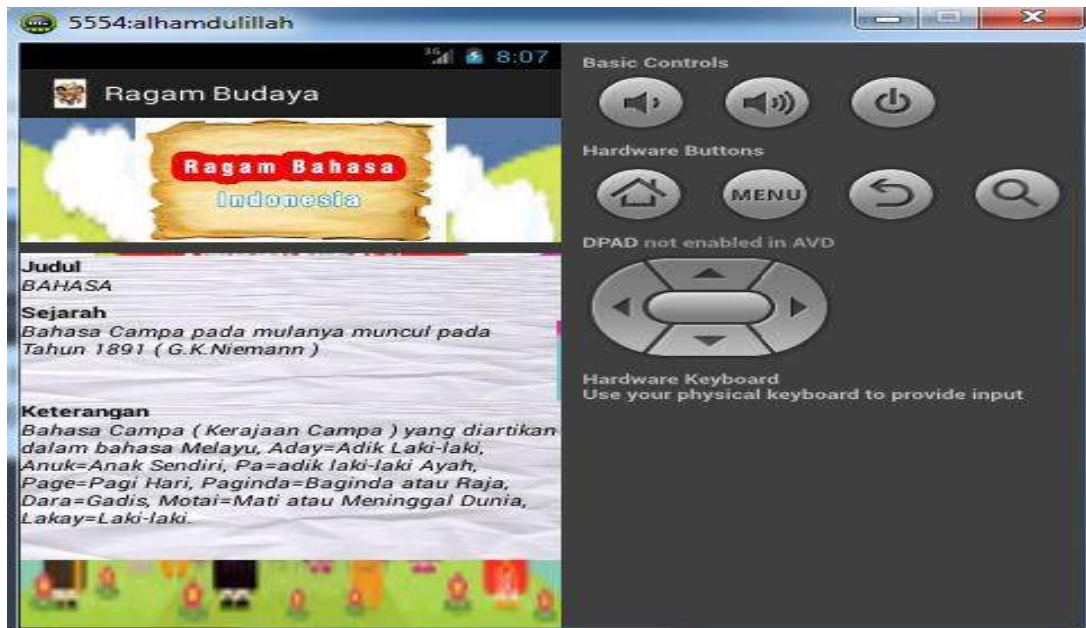 5554:alhamdulillah
3G 8:07
Ragam Budaya
Ragam Bahasa
Indonesia
Judul
BAHASA
Sejarah
Bahasa Campa pada mulanya muncul pada
Tahun 1891 ( G.K.Niemann )
Keterangan
Bahasa Campa ( Kerajaan Campa ) yang diartikan
dalam bahasa Melayu, Aday=Adik Laki-laki,
Anuk=Anak Sendiri, Pa=adik laki-laki Ayah,
Page=Pagi Hari, Paginda=Baginda atau Raja,
Dara=Gadis, Motai=Mati atau Meninggal Dunia,
Lakay=Laki-laki.
Basic Controls
Hardware Buttons
MENU
DPAD not enabled in AVD
Hardware Keyboard
Use your physical keyboard to provide input